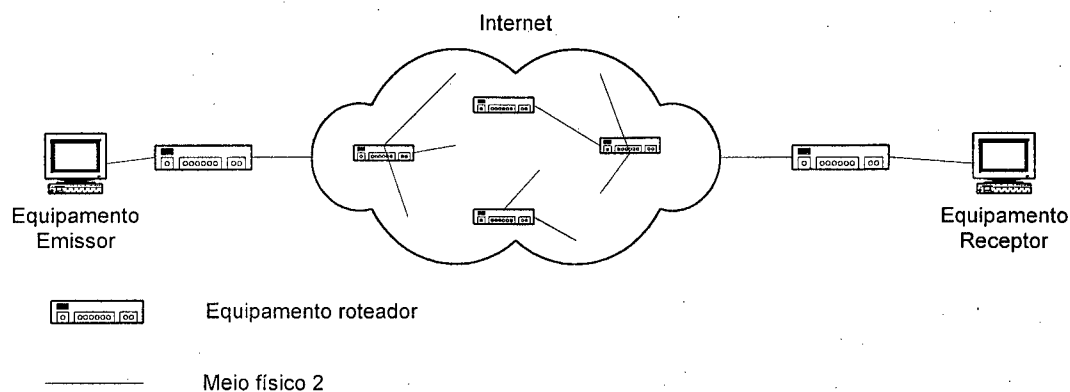 Internet
Equipamento
Emissor
Equipamento
Receptor
Equipamento roteador
Meio físico 2